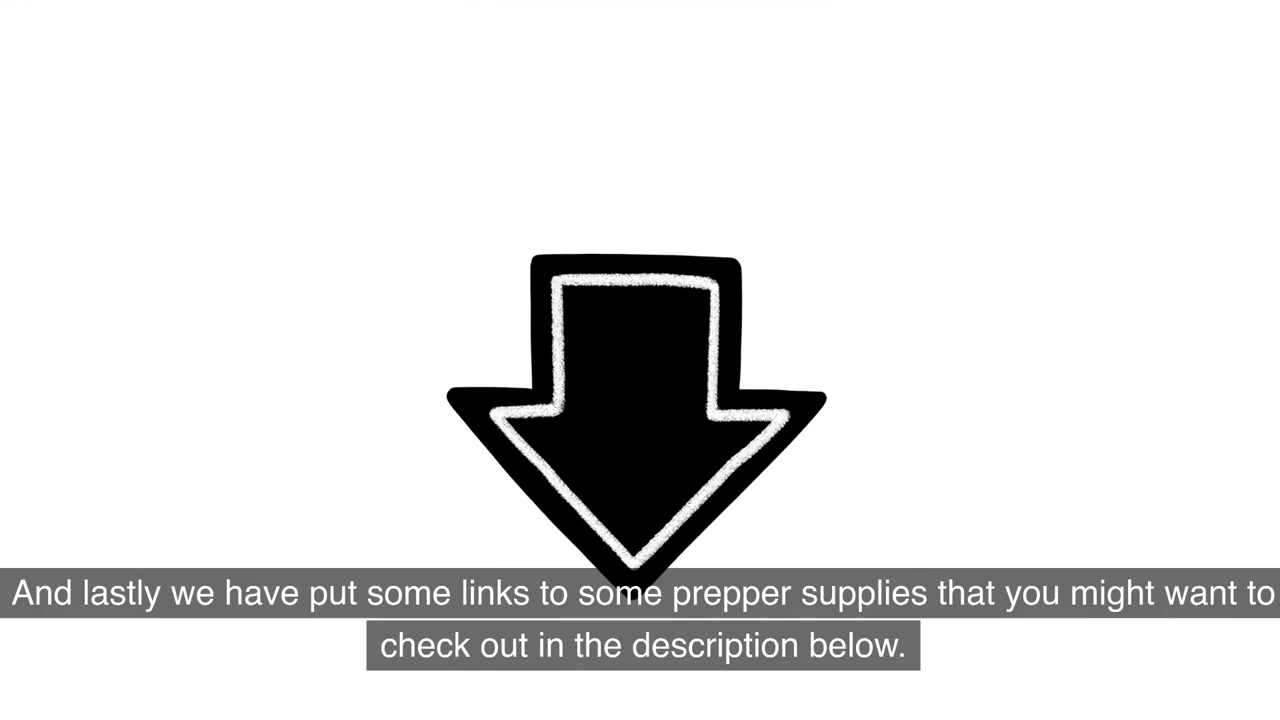 And lastly we have put some links to some prepper supplies that you might want to
check out in the description below.